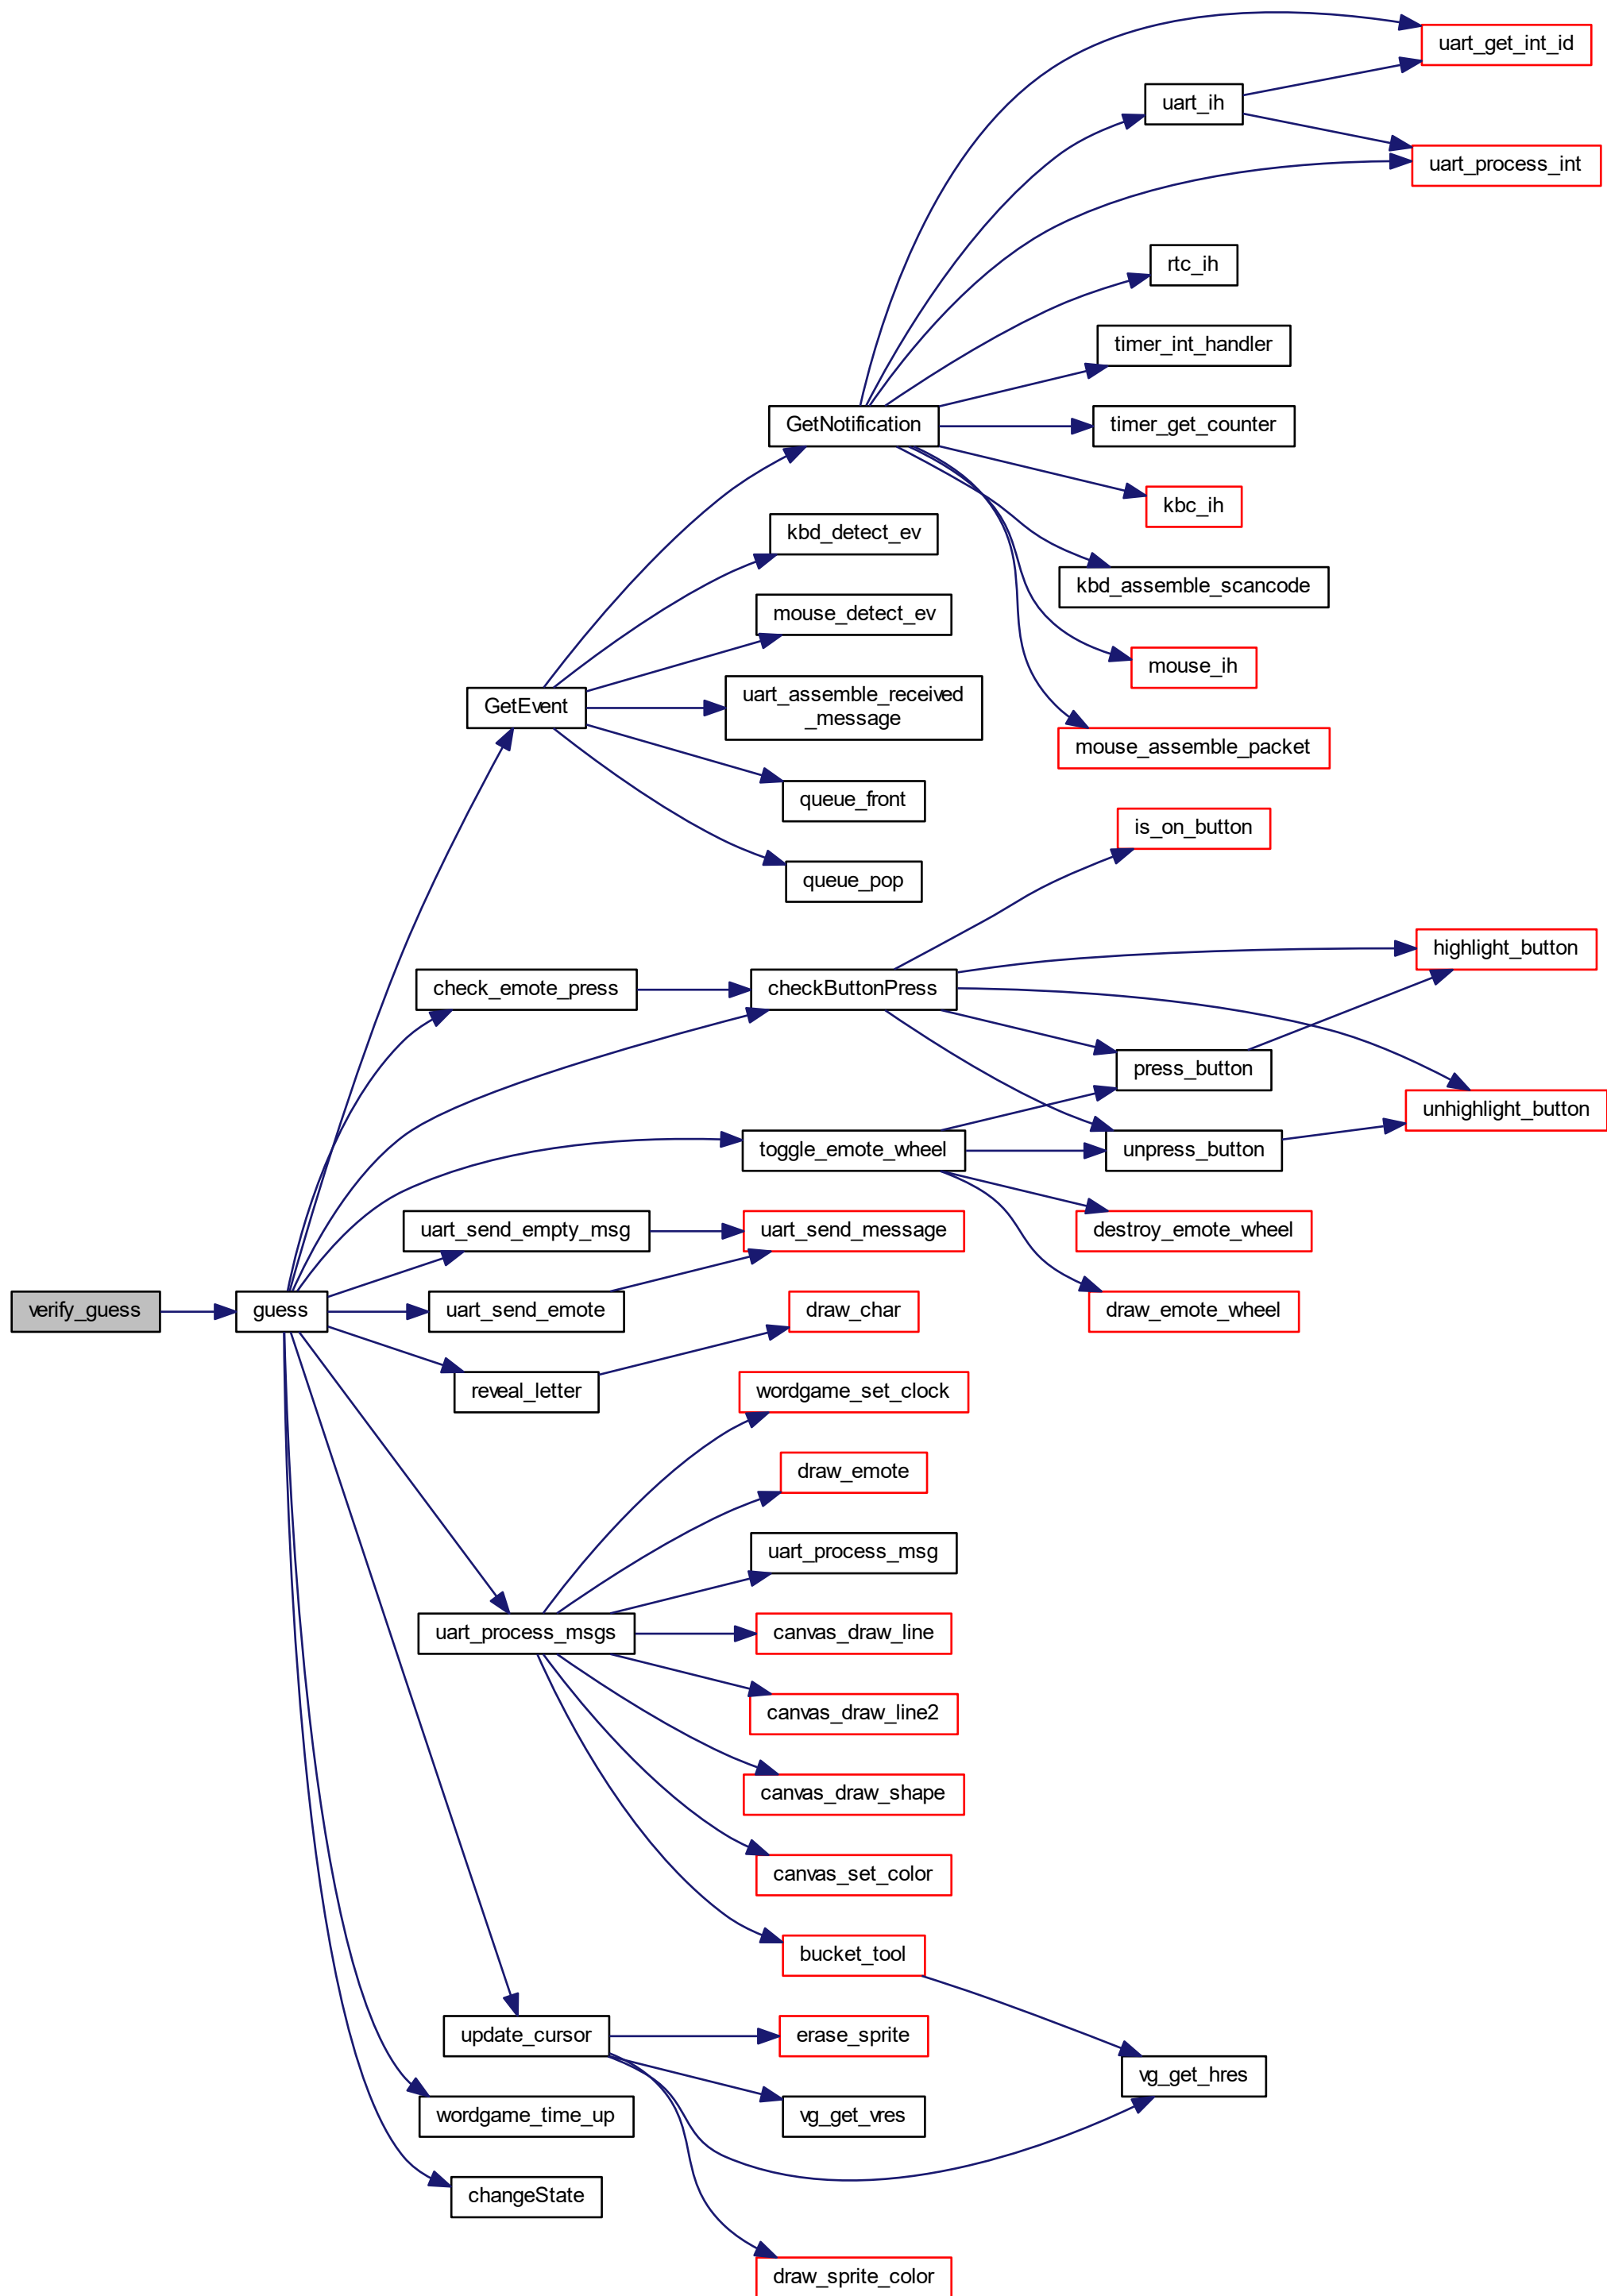 uart_get_int_id
uart_ih
uart_process_int
rtc_ih
timer_int_handler
GetNotification
timer_get_counter
kbc_ih
kbd_detect_ev
kbd_assemble_scancode
mouse_detect_ev
mouse_ih
GetEvent
uart_assemble_received
_message
mouse_assemble_packet
queue_front
is_on_button
queue_pop
highlight_button
check_emote_press
checkButtonPress
press_button
unhighlight_button
toggle_emote_wheel
unpress_button
uart_send_empty_msg
uart_send_message
destroy_emote_wheel
verify_guess
guess
uart_send_emote
draw_char
draw_emote_wheel
reveal_letter
wordgame_set_clock
draw_emote
uart_process_msg
uart_process_msgs
canvas_draw_line
canvas_draw_line2
canvas_draw_shape
canvas_set_color
bucket_tool
update_cursor
erase_sprite
vg_get_hres
wordgame_time_up
vg_get_vres
changeState
draw_sprite_color